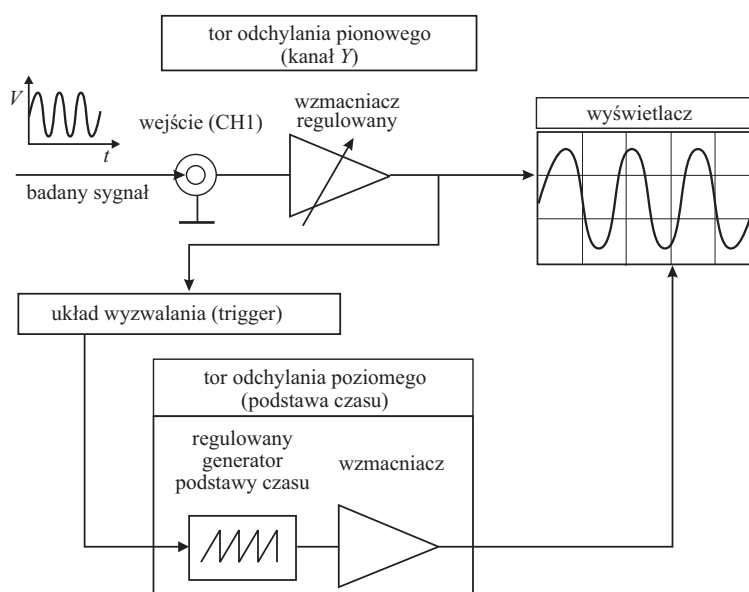 tor odchylania pionowego
(kanał Y)
V
t
wejście (CH1)
wzmacniacz
regulowany
wyświetlacz
badany sygnał
układ wyzwalania (trigger)
tor odchylania poziomego
(podstawa czasu)
regulowany
generator
podstawy czasu
wzmacniacz